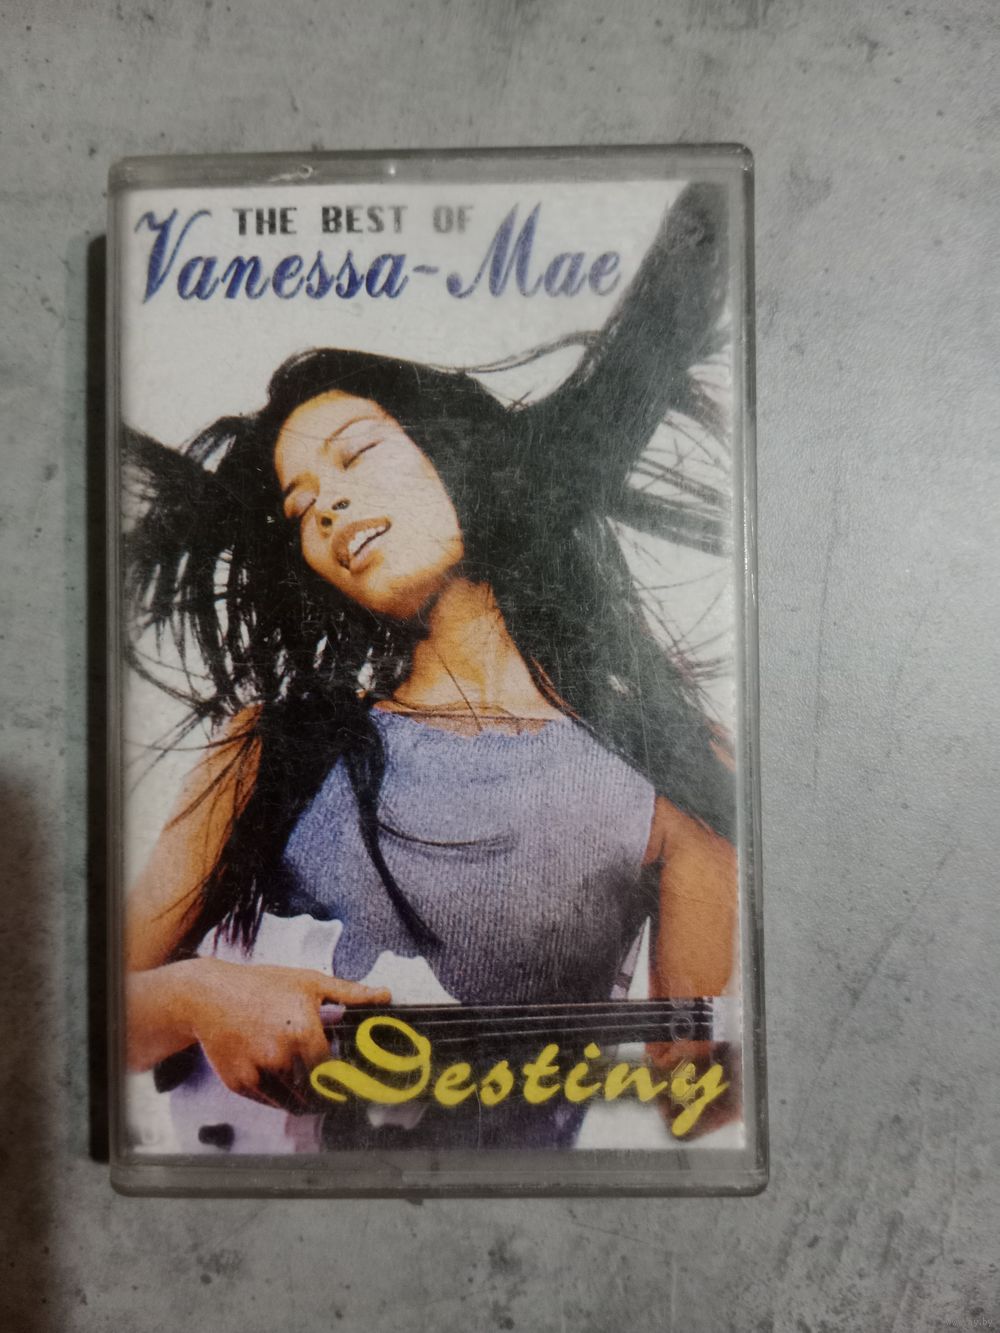 THE BEST OF
Vanessa-Mae
Destiny